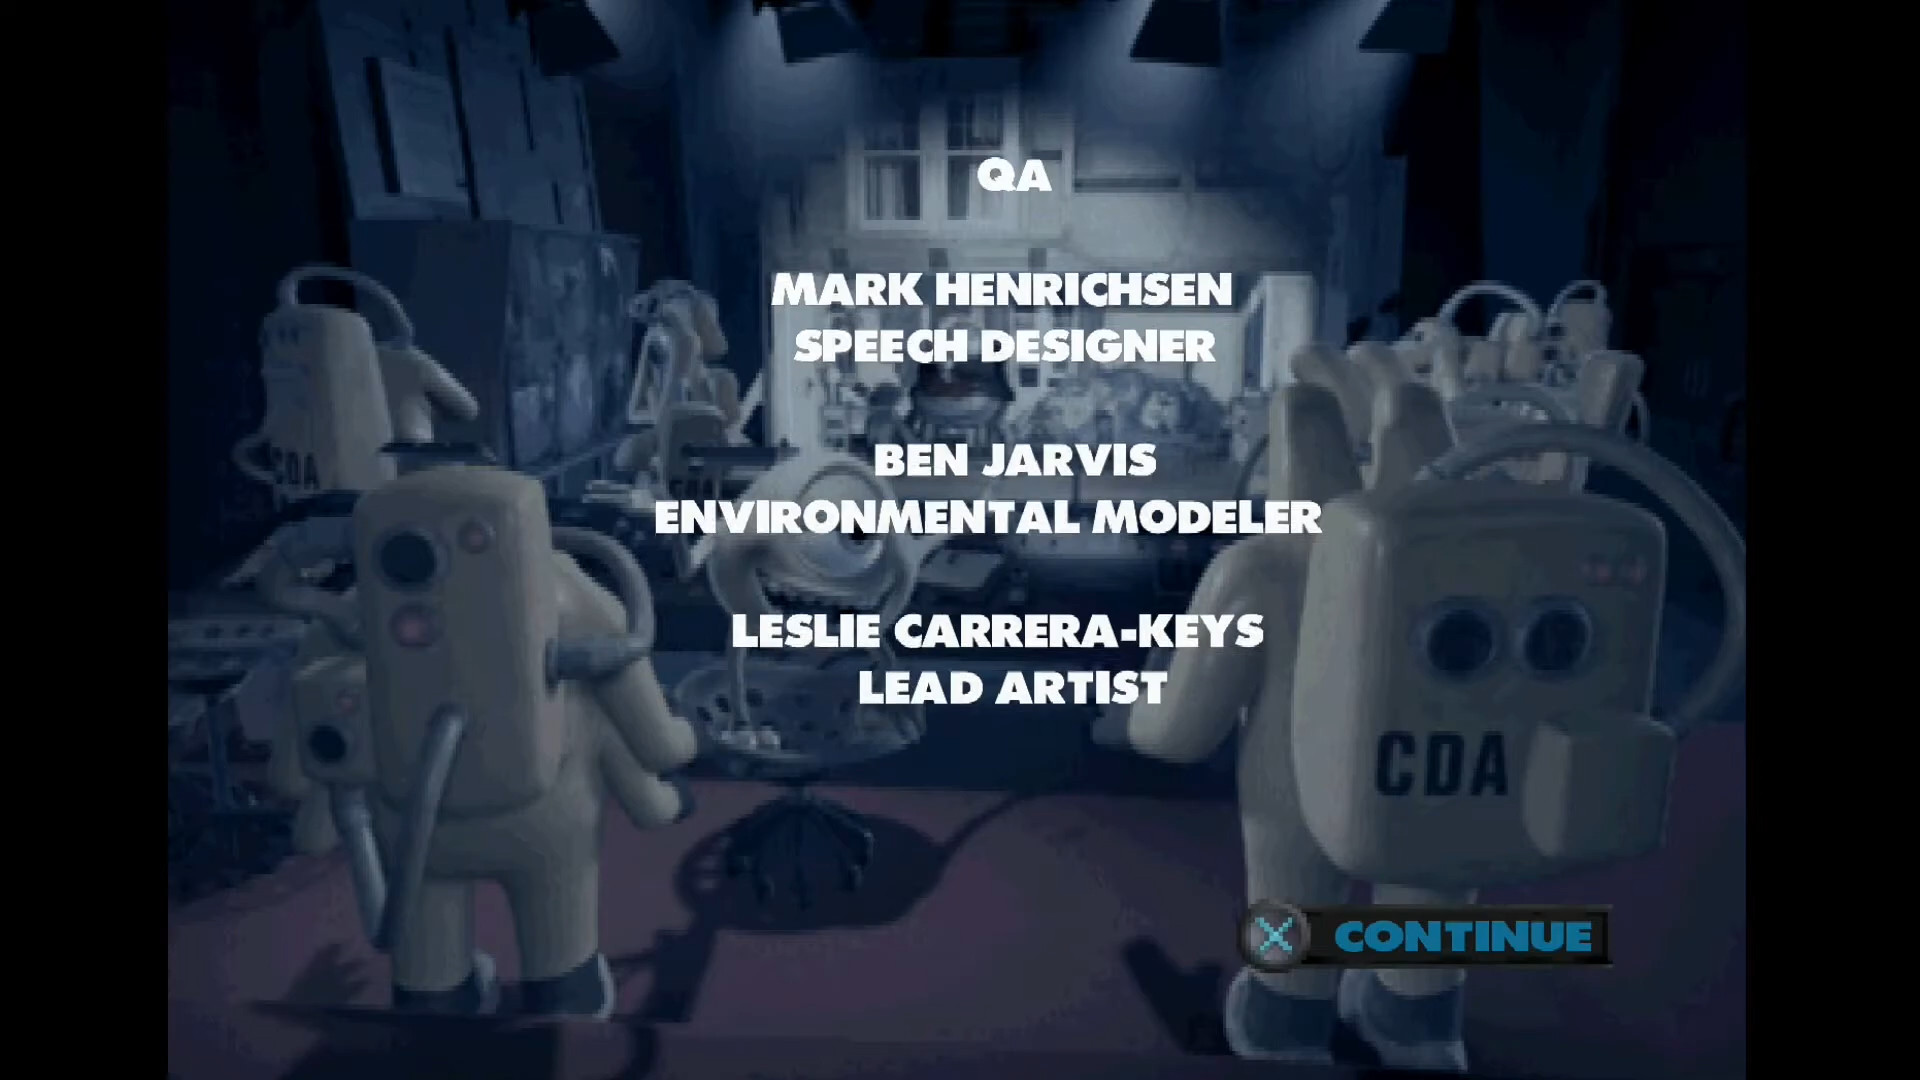 QA
MARK HENRICHSEN
SPEECH DESIGNER
BEN JARVIS
ENVIRONMENTAL MODELER
LESLIE CARRERA-KEYS
LEAD ARTIST
CDA
CDA
CONTINUE